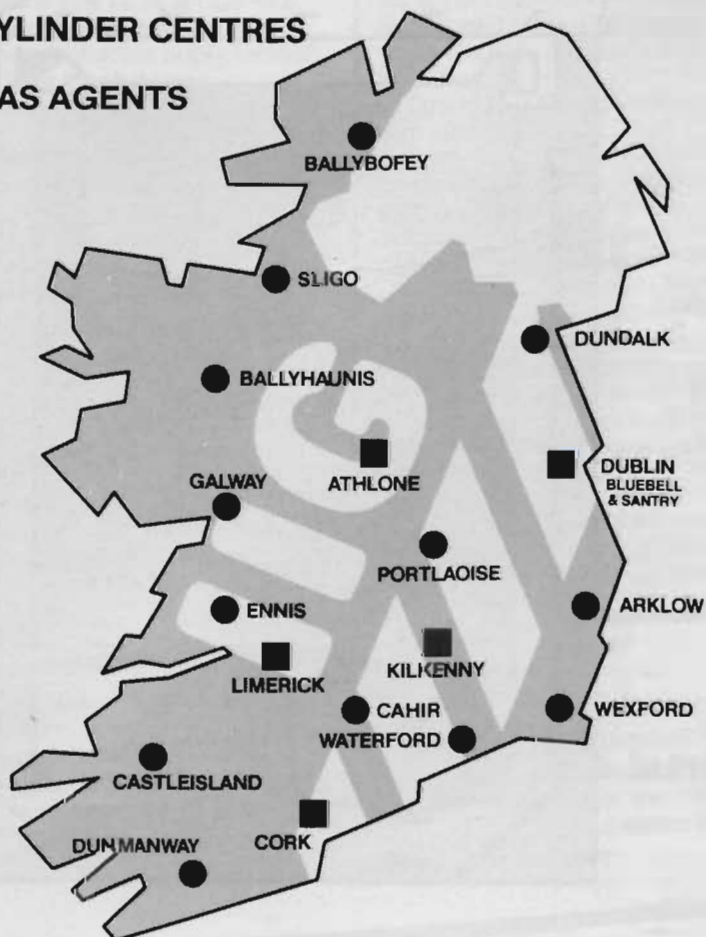 YLINDER CENTRES
AS AGENTS
BALLYBOFEY
SLIGO
DUNDALK
BALLYHAUNIS
ATHLONE
DUBLIN
BLUEBELL
& SANTRY
GALWAY
PORTLAOISE
ENNIS
ARKLOW
LIMERICK
KILKENNY
CAHIR
WEXFORD
WATERFORD
CASTLEISLAND
CORK
DUNMANWAY
IIG